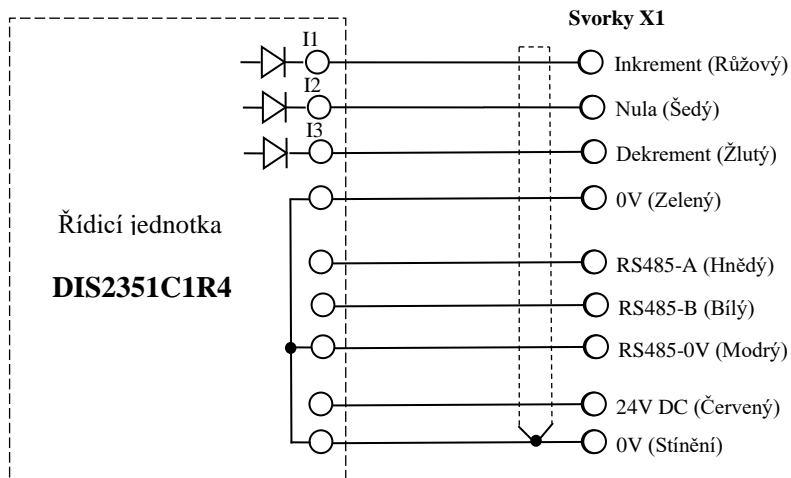 Svorky X1
I1
Inkrement (Růžový)
I2
Nula (Šedý)
I3
Dekrement (Žlutý)
0V (Zelený)
Řídicí jednotka
RS485-A (Hnědý)
DIS2351C1R4
RS485-B (Bílý)
RS485-0V (Modrý)
24V DC (Červený)
0V (Stínění)